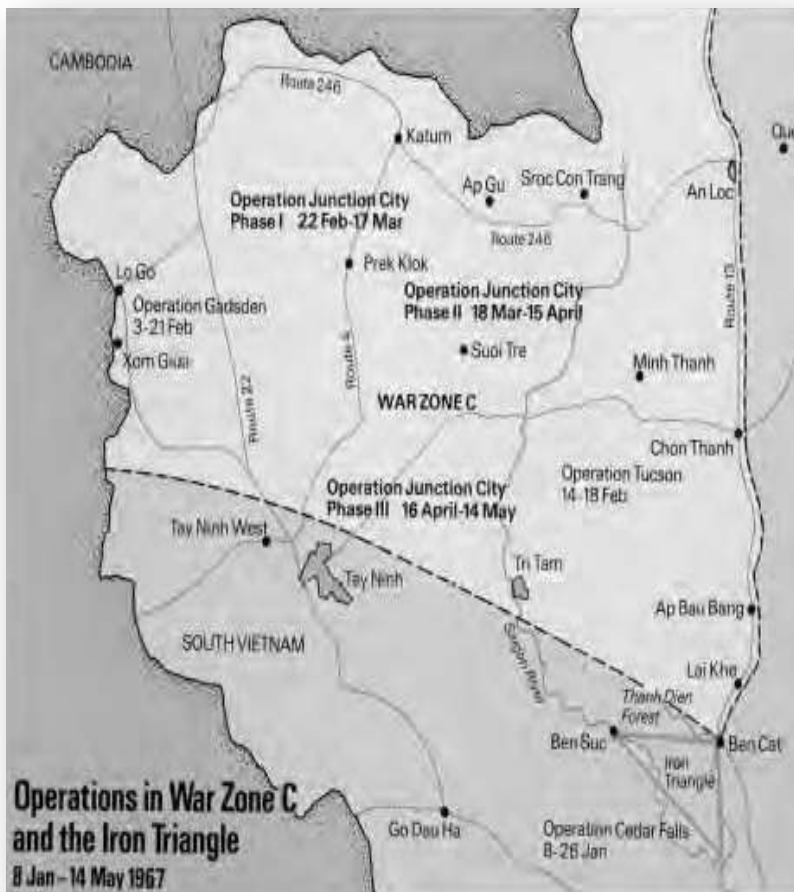 CAMBODIA
Route 246
Katum
Que
Operation Junction City
Phase I 22 Feb-17 Mar
Ap Gu
Sroc Con Trang
An Loc
Route 246
Lo Go
Prek Klok
Operation Gadsden
3-21 Feb
Operation Junction City
Phase II 18 Mar-15 April
Route 13
Xom Giua
Route 4
Suoi Tre
Minh Thanh
Route 22
WAR ZONE C
Chon Thanh
Operation Tucson
14-18 Feb
Operation Junction City
Phase III 16 April-14 May
Tay Ninh West
Tay Ninh
Tri Tam
Ap Bau Bang
SOUTH VIETNAM
Saigon River
Lai Khe
Thanh Dien
Forest
Ben Suc
Ben Cat
Iron
Triangle
Operations in War Zone C
and the Iron Triangle
8 Jan-14 May 1967
Go Dau Ha
Operation Cedar Falls
8-26 Jan